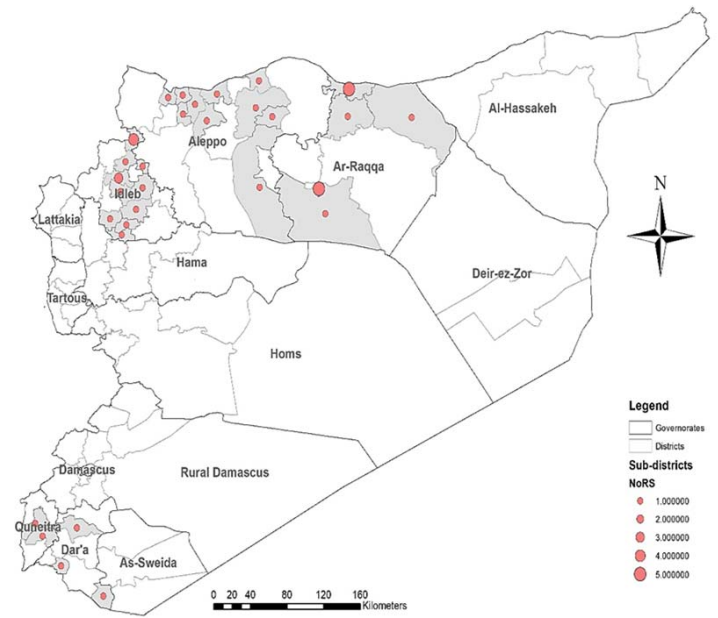 Al-Hassakeh
Aleppo
Ar-Raqqa
Idleb
Lattakia
N
Hama
Deir-ez-Zor
Tartous
Homs
Legend
Governorates
Districts
Damascus
Rural Damascus
Sub-districts
NoRS
1.000000
2.000000
3.000000
4.000000
5.000000
Quneitra
Dar'a
As-Sweida
0 20 40 80 120 160
Kilometers